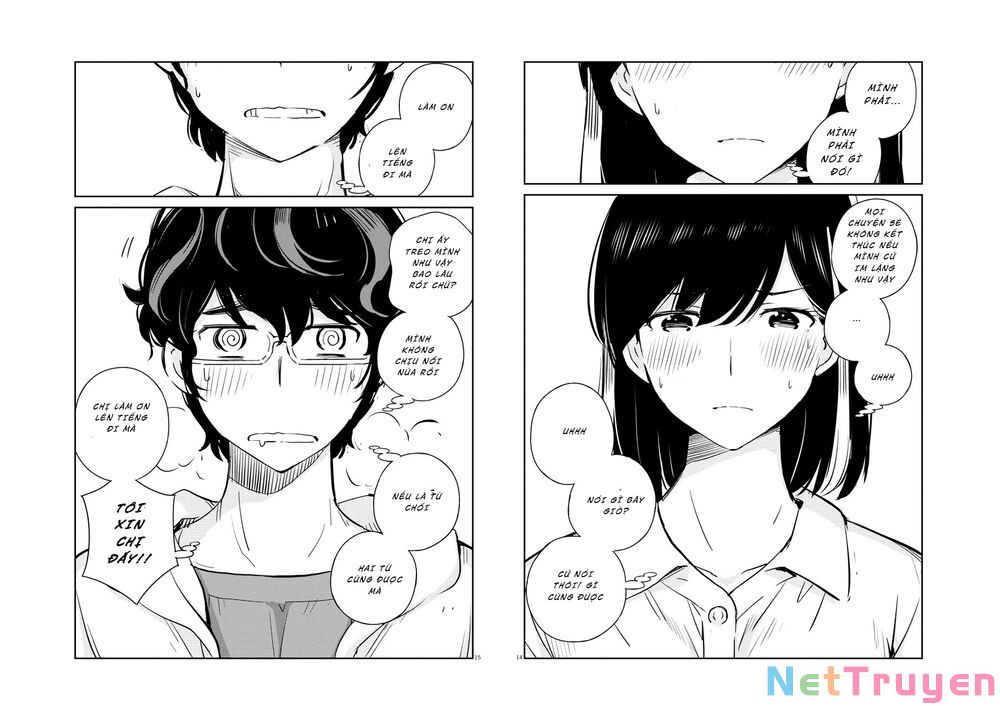 MÌNH
PHẢI...
MÌNH
PHẢI
NÓI GÌ
ĐÓ!
MỌI
CHUYỆN SẼ
KHÔNG KẾT
THÚC NẾU
MÌNH CỨ
IM LẶNG
NHƯ VẬY
...
UHHH
UHHH
NÓI GÌ BÂY
GIỜ?
CỨ NÓI
THÔI! GÌ
CŨNG ĐƯỢC
14
LÀM ƠN
LÊN
TIẾNG
ĐI MÀ
CHỊ ẤY
TREO MÌNH
NHƯ VẬY
BAO LÂU
RỒI CHỨ?
MÌNH
KHÔNG
CHỊU NỔI
NỮA RỒI
CHỊ LÀM ƠN
LÊN TIẾNG
ĐI MÀ
NẾU LÀ TỪ
CHỐI
HAI TỪ
CŨNG ĐƯỢC
MÀ
TÔI
XIN
CHỊ
ĐẤY!!
15
NetTruyen